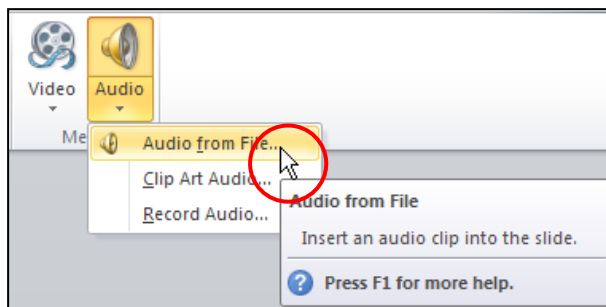 Video Audio
Me
Audio from File...
Clip Art Audio...
Record Audio...
Audio from File
Insert an audio clip into the slide.
Press F1 for more help.